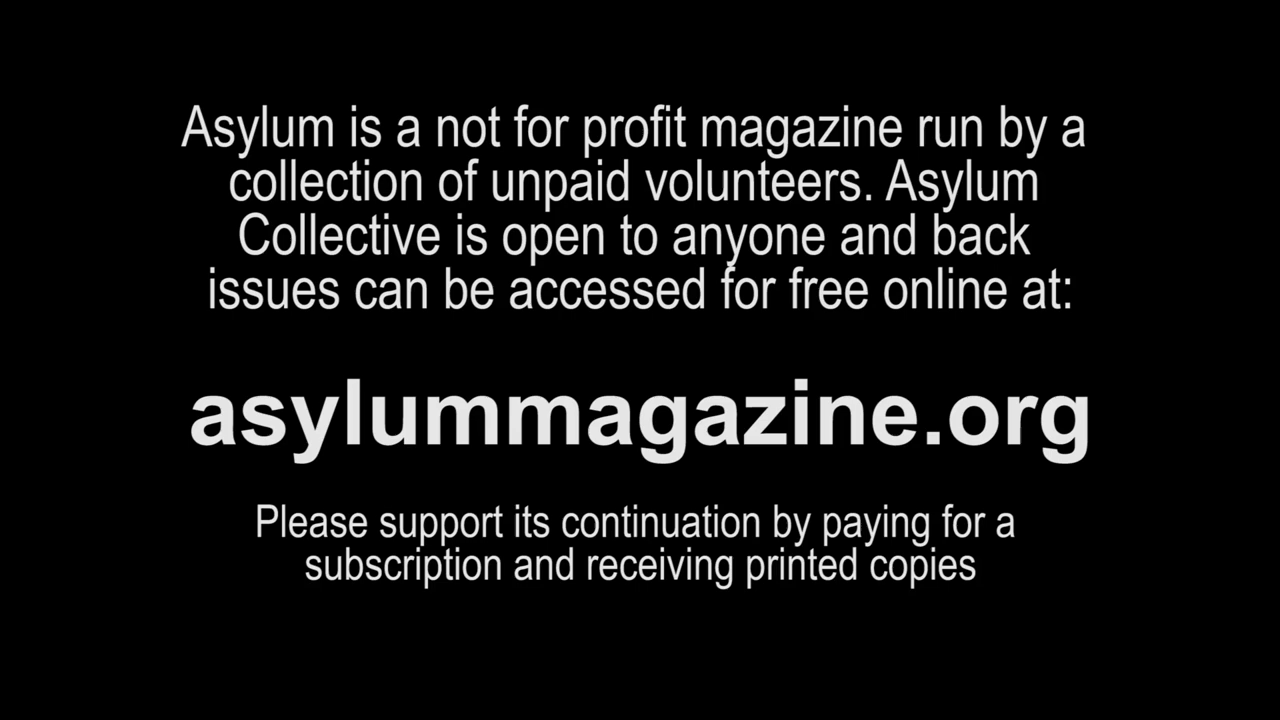 Asylum is a not for profit magazine run by a
collection of unpaid volunteers. Asylum
Collective is open to anyone and back
issues can be accessed for free online at:
asylummagazine.org
Please support its continuation by paying for a
subscription and receiving printed copies